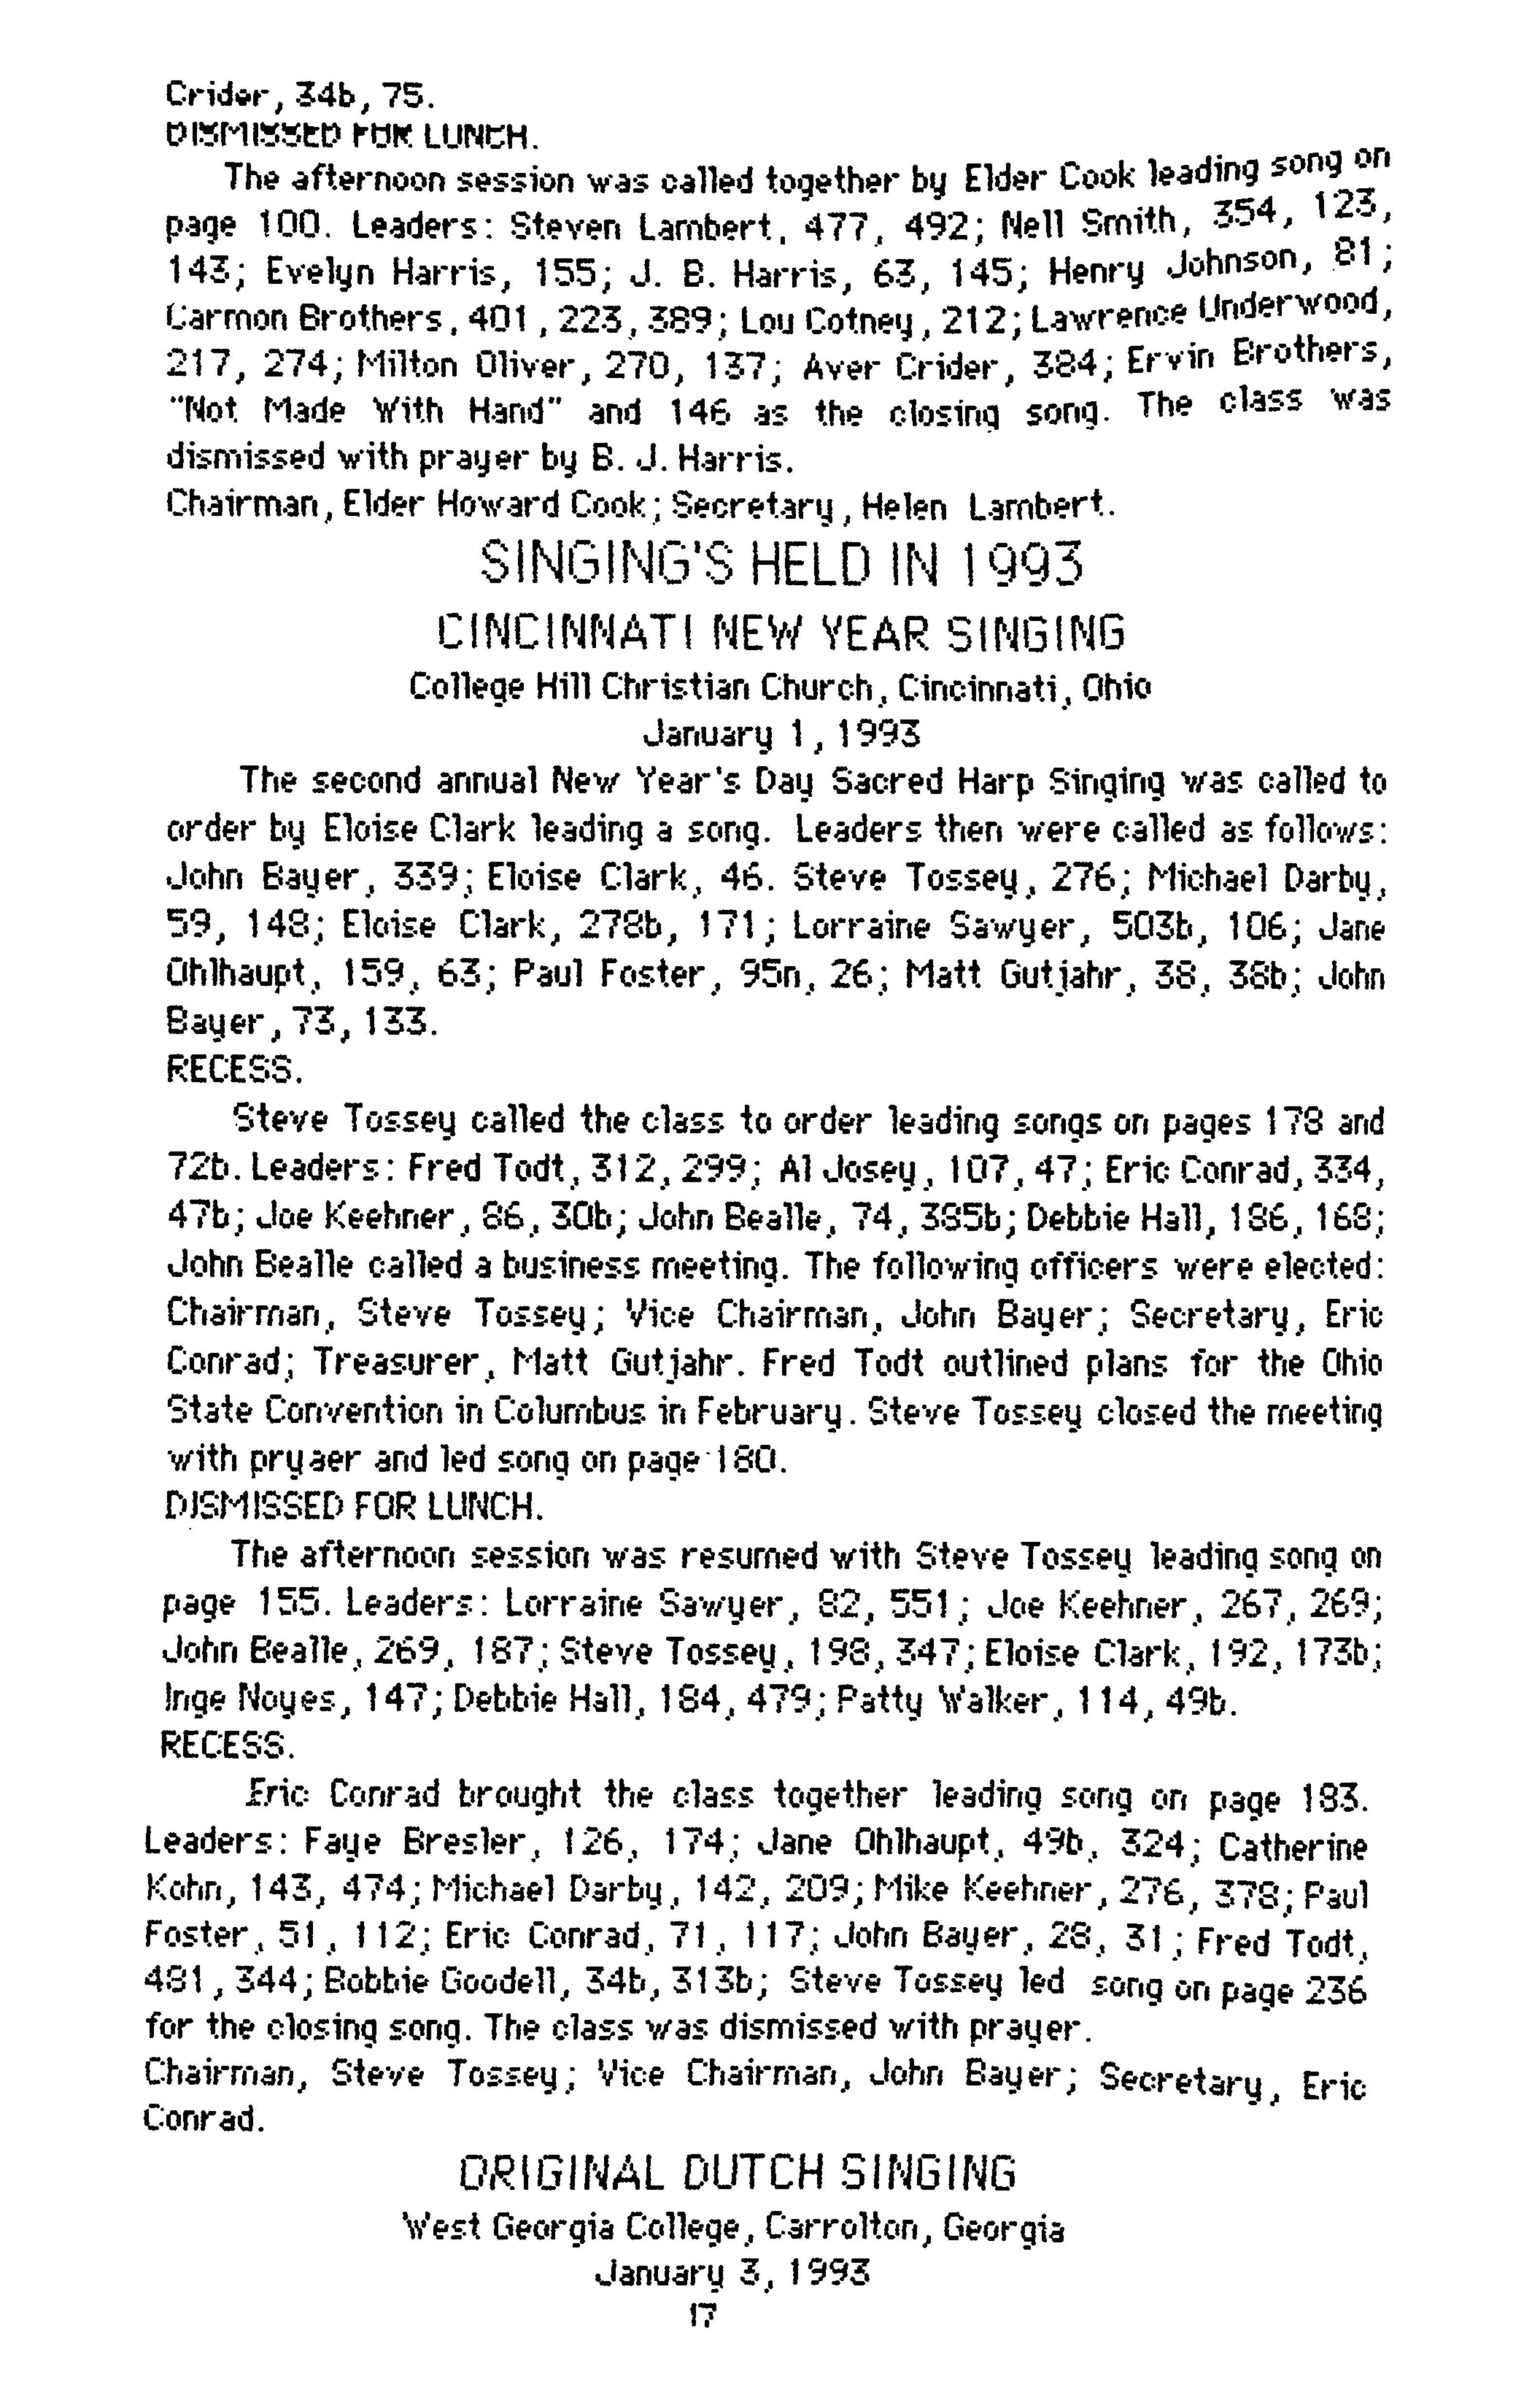 Crider, 34b, 75.
DISMISSED FOR LUNCH.
The afternoon session was called together by Elder Cook leading song on
page 100. Leaders: Steven Lambert, 477, 492; Nell Smith, 354, 123,
143; Evelyn Harris, 155; J. B. Harris, 63, 145; Henry Johnson, 81;
Carmon Brothers, 401, 223, 389; Lou Cotney, 212; Lawrence Underwood,
217, 274; Milton Oliver, 270, 137; Aver Crider, 384; Ervin Brothers,
"Not Made With Hand" and 146 as the closing song. The class was
dismissed with prayer by B. J. Harris.
Chairman, Elder Howard Cook; Secretary, Helen Lambert.
SINGING'S HELD IN 1993
CINCINNATI NEW YEAR SINGING
College Hill Christian Church, Cincinnati, Ohio
January 1, 1993
The second annual New Year's Day Sacred Harp Singing was called to
order by Eloise Clark leading a song. Leaders then were called as follows:
John Bayer, 339; Eloise Clark, 46. Steve Tossey, 276; Michael Darby,
59, 148; Eloise Clark, 278b, 171; Lorraine Sawyer, 503b, 106; Jane
Ohlhaupt, 159, 63; Paul Foster, 95n, 26; Matt Gutjahr, 38, 38b; John
Bayer, 73, 133.
RECESS.
Steve Tossey called the class to order leading songs on pages 178 and
72b. Leaders: Fred Todt, 312, 299; Al Josey, 107, 47; Eric Conrad, 334,
47b; Joe Keehner, 86, 30b; John Bealle, 74, 385b; Debbie Hall, 186, 168;
John Bealle called a business meeting. The following officers were elected:
Chairman, Steve Tossey; Vice Chairman, John Bayer; Secretary, Eric
Conrad; Treasurer, Matt Gutjahr. Fred Todt outlined plans for the Ohio
State Convention in Columbus in February. Steve Tossey closed the meeting
with pryaer and led song on page 180.
DISMISSED FOR LUNCH.
The afternoon session was resumed with Steve Tossey leading song on
page 155. Leaders: Lorraine Sawyer, 82, 551; Joe Keehner, 267, 269;
John Bealle, 269, 187; Steve Tossey, 198, 347; Eloise Clark, 192, 173b;
Inge Noyes, 147; Debbie Hall, 184, 479; Patty Walker, 114, 49b.
RECESS.
Eric Conrad brought the class together leading song on page 183.
Leaders: Faye Bresler, 126, 174; Jane Ohlhaupt, 49b, 324; Catherine
Kohn, 143, 474; Michael Darby, 142, 209; Mike Keehner, 276, 378; Paul
Foster, 51, 112; Eric Conrad, 71, 117; John Bayer, 28, 31; Fred Todt,
481, 344; Bobbie Goodell, 34b, 313b; Steve Tossey led song on page 236
for the closing song. The class was dismissed with prayer.
Chairman, Steve Tossey; Vice Chairman, John Bayer; Secretary, Eric
Conrad.
ORIGINAL DUTCH SINGING
West Georgia College, Carrolton, Georgia
January 3, 1993
17